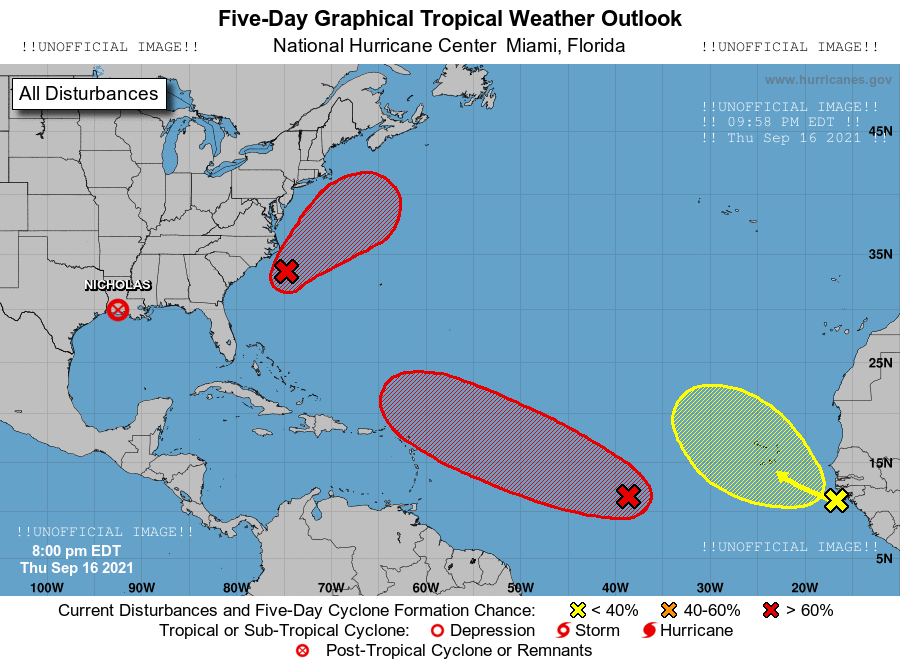 Five-Day Graphical Tropical Weather Outlook
!!UNOFFICIAL IMAGE!! National Hurricane Center  Miami, Florida !!UNOFFICIAL IMAGE!!
All Disturbances
www.hurricanes.gov
!!UNOFFICIAL IMAGE!!
!! 09:58 PM EDT !!
!! Thu Sep 16 2021 !!
45N
35N
NICHOLAS
25N
15N
!!UNOFFICIAL IMAGE!!
8:00 pm EDT
Thu Sep 16 2021
!!UNOFFICIAL IMAGE!!
5N
100W 90W 80W 70W 60W 50W 40W 30W 20W
Current Disturbances and Five-Day Cyclone Formation Chance: < 40% 40-60% > 60%
Tropical or Sub-Tropical Cyclone: Depression Storm Hurricane
Post-Tropical Cyclone or Remnants